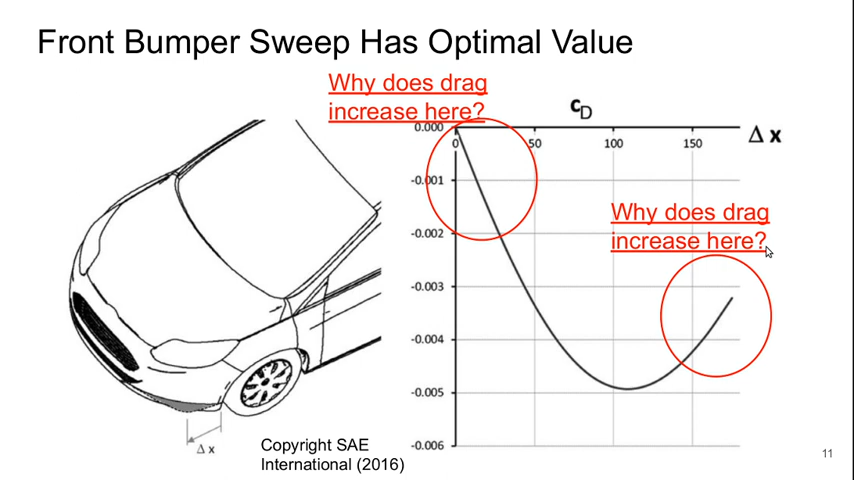 Front Bumper Sweep Has Optimal Value
Why does drag
increase here?
cD
Δ x
0.000
0
50
100
150
-0.001
-0.002
-0.003
-0.004
-0.005
-0.006
Why does drag
increase here?
Δ x
Copyright SAE
International (2016)
11